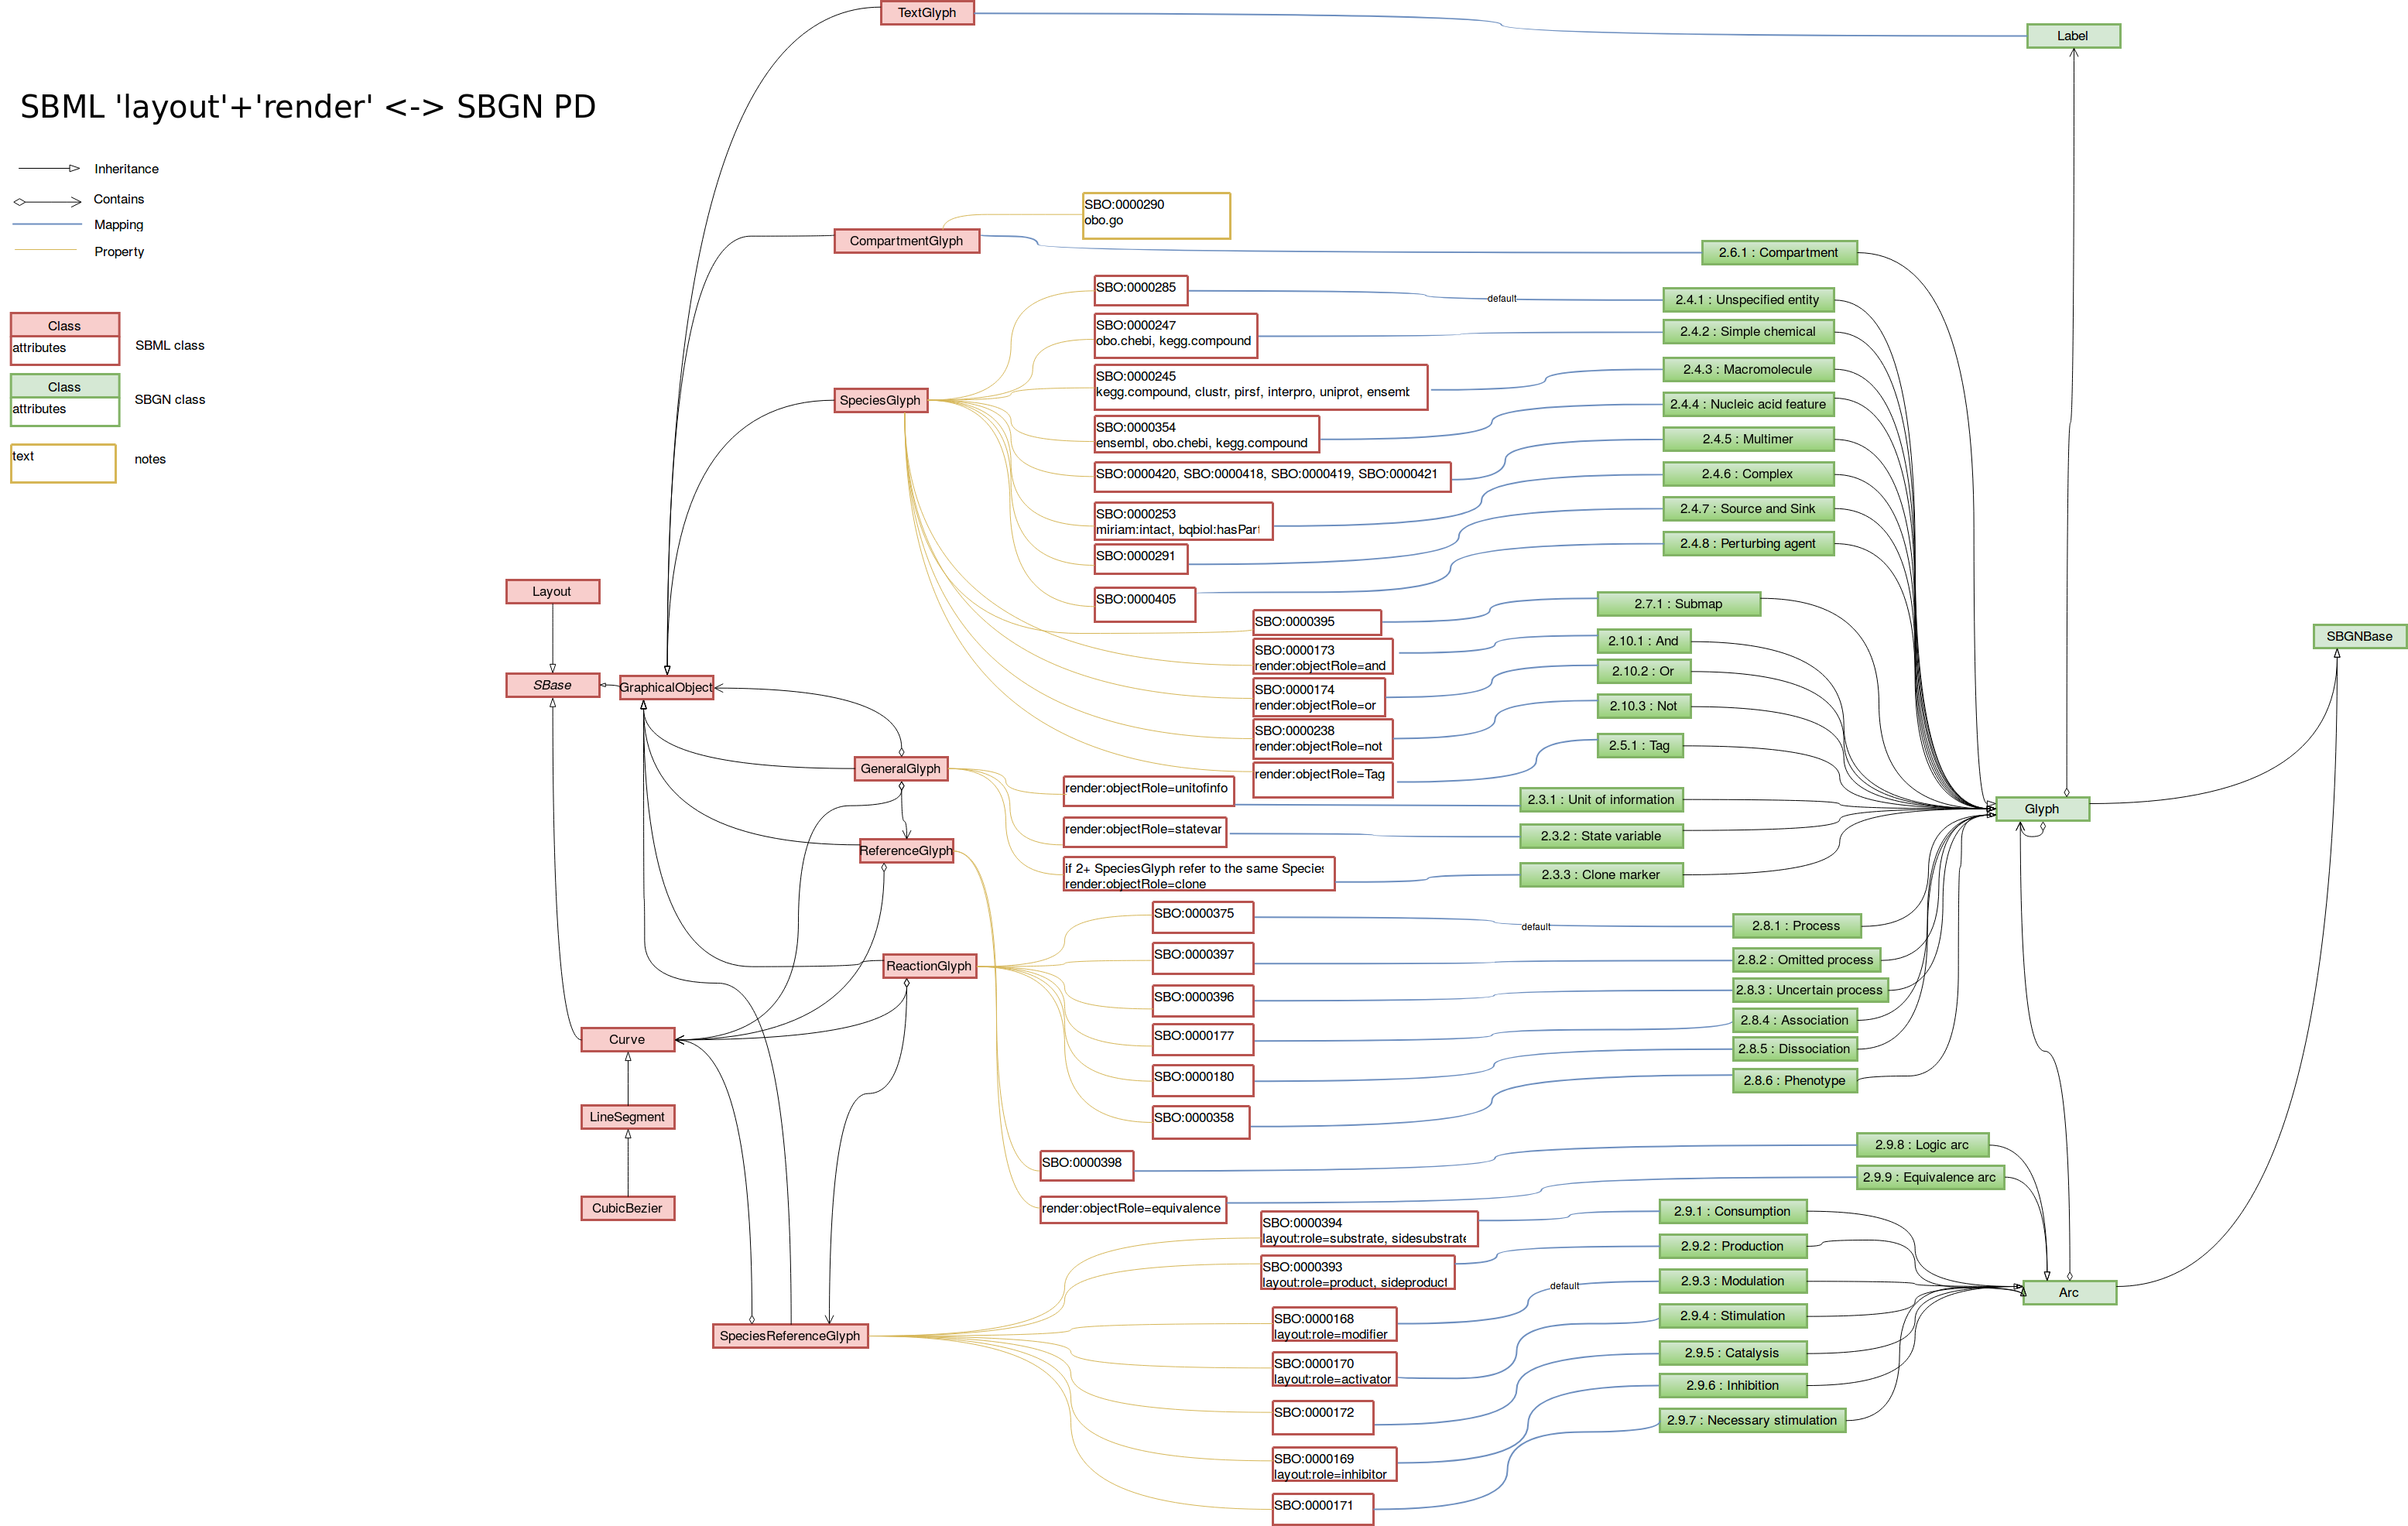 TextGlyph
Label
SBML 'layout'+'render' <-> SBGN PD
Inheritance
Contains
Mapping
Property
Class
attributes
SBML class
Class
attributes
SBGN class
text
notes
SBO:0000290
obo.go
CompartmentGlyph
2.6.1 : Compartment
SBO:0000285
default
2.4.1 : Unspecified entity
SBO:0000247
obo.chebi, kegg.compound
2.4.2 : Simple chemical
SBO:0000245
kegg.compound, clustr, pirsf, interpro, uniprot, ensemb
2.4.3 : Macromolecule
SpeciesGlyph
SBO:0000354
ensembl, obo.chebi, kegg.compound
2.4.4 : Nucleic acid feature
SBO:0000420, SBO:0000418, SBO:0000419, SBO:0000421
2.4.5 : Multimer
SBO:0000253
miriam:intact, bqbiol:hasPart
2.4.6 : Complex
SBO:0000291
2.4.7 : Source and Sink
SBO:0000405
2.4.8 : Perturbing agent
Layout
SBase
GraphicalObject
SBO:0000395
2.7.1 : Submap
SBO:0000173
render:objectRole=and
2.10.1 : And
SBO:0000174
render:objectRole=or
2.10.2 : Or
SBO:0000238
render:objectRole=not
2.10.3 : Not
render:objectRole=Tag
2.5.1 : Tag
SBGNBase
GeneralGlyph
render:objectRole=unitofinfo
2.3.1 : Unit of information
Glyph
render:objectRole=statevar
2.3.2 : State variable
ReferenceGlyph
if 2+ SpeciesGlyph refer to the same Species
render:objectRole=clone
2.3.3 : Clone marker
SBO:0000375
default
2.8.1 : Process
SBO:0000397
2.8.2 : Omitted process
ReactionGlyph
SBO:0000396
2.8.3 : Uncertain process
SBO:0000177
2.8.4 : Association
SBO:0000180
2.8.5 : Dissociation
SBO:0000358
2.8.6 : Phenotype
Curve
LineSegment
CubicBezier
SBO:0000398
2.9.8 : Logic arc
render:objectRole=equivalence
2.9.9 : Equivalence arc
SBO:0000394
layout:role=substrate, sidesubstrate
2.9.1 : Consumption
SBO:0000393
layout:role=product, sideproduct
2.9.2 : Production
default
2.9.3 : Modulation
Arc
SBO:0000168
layout:role=modifier
2.9.4 : Stimulation
SpeciesReferenceGlyph
SBO:0000170
layout:role=activator
2.9.5 : Catalysis
SBO:0000172
2.9.6 : Inhibition
SBO:0000169
layout:role=inhibitor
2.9.7 : Necessary stimulation
SBO:0000171